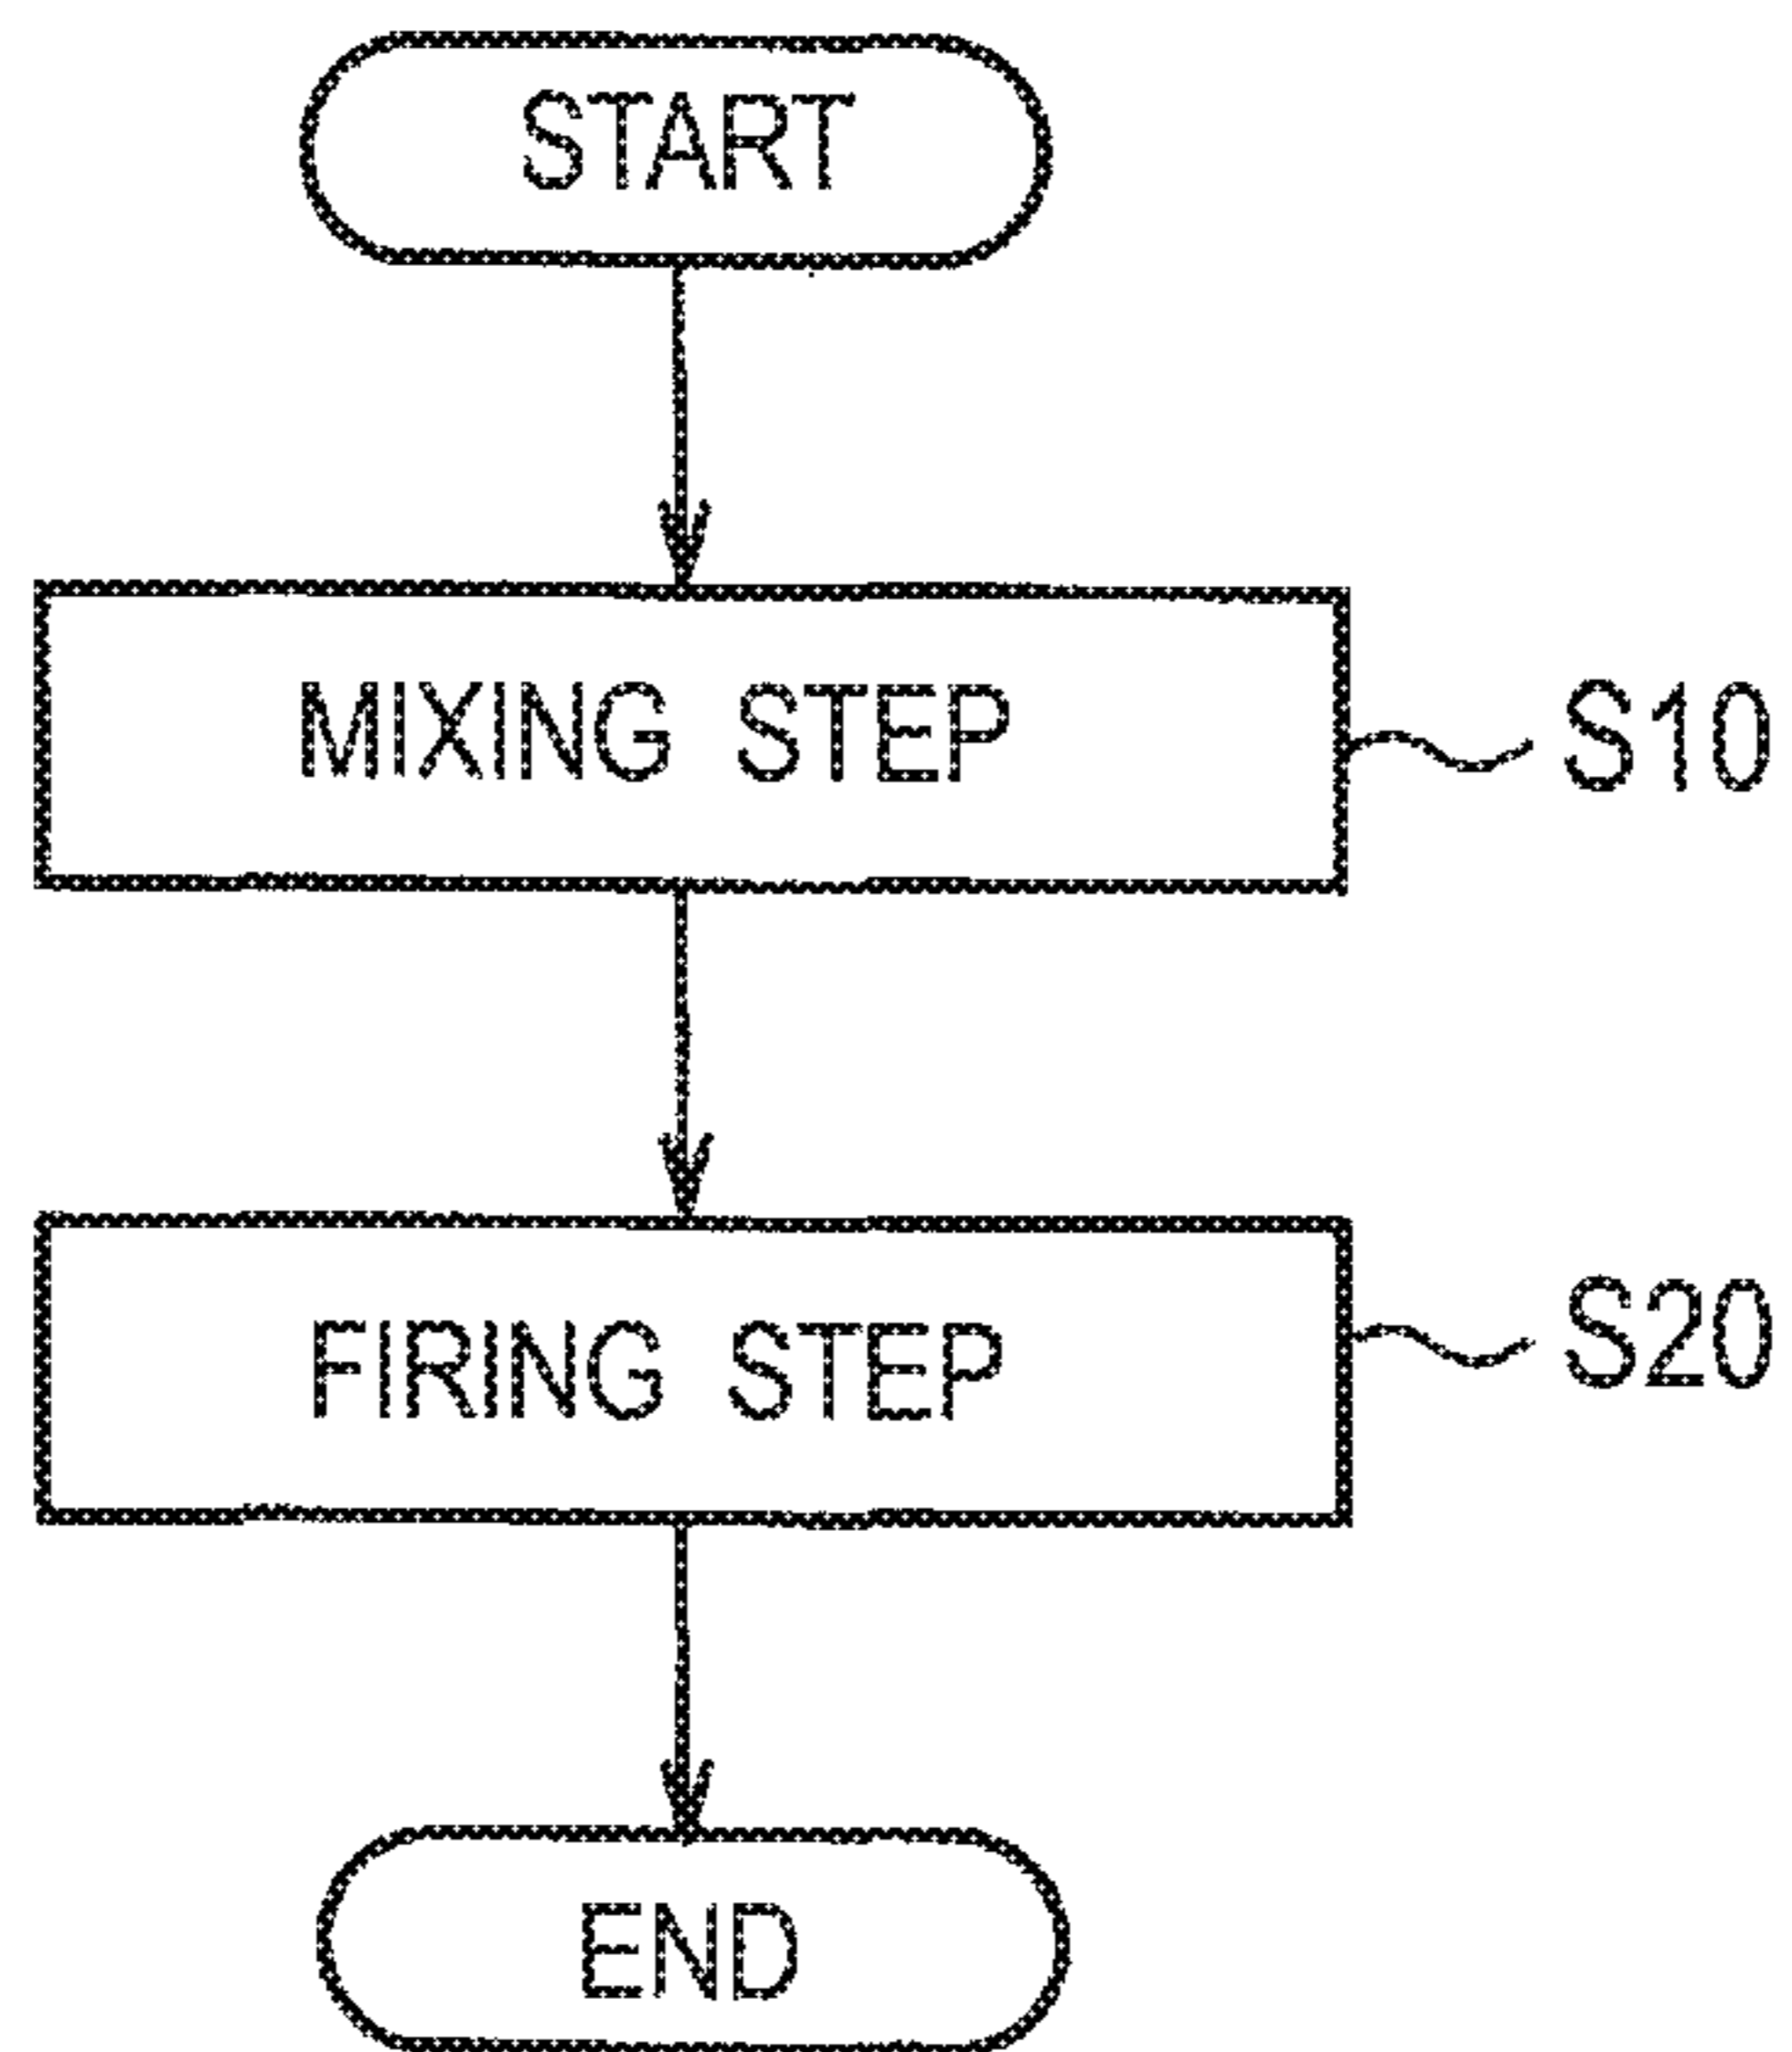 START
MIXING STEP
S10
FIRING STEP
S20
END